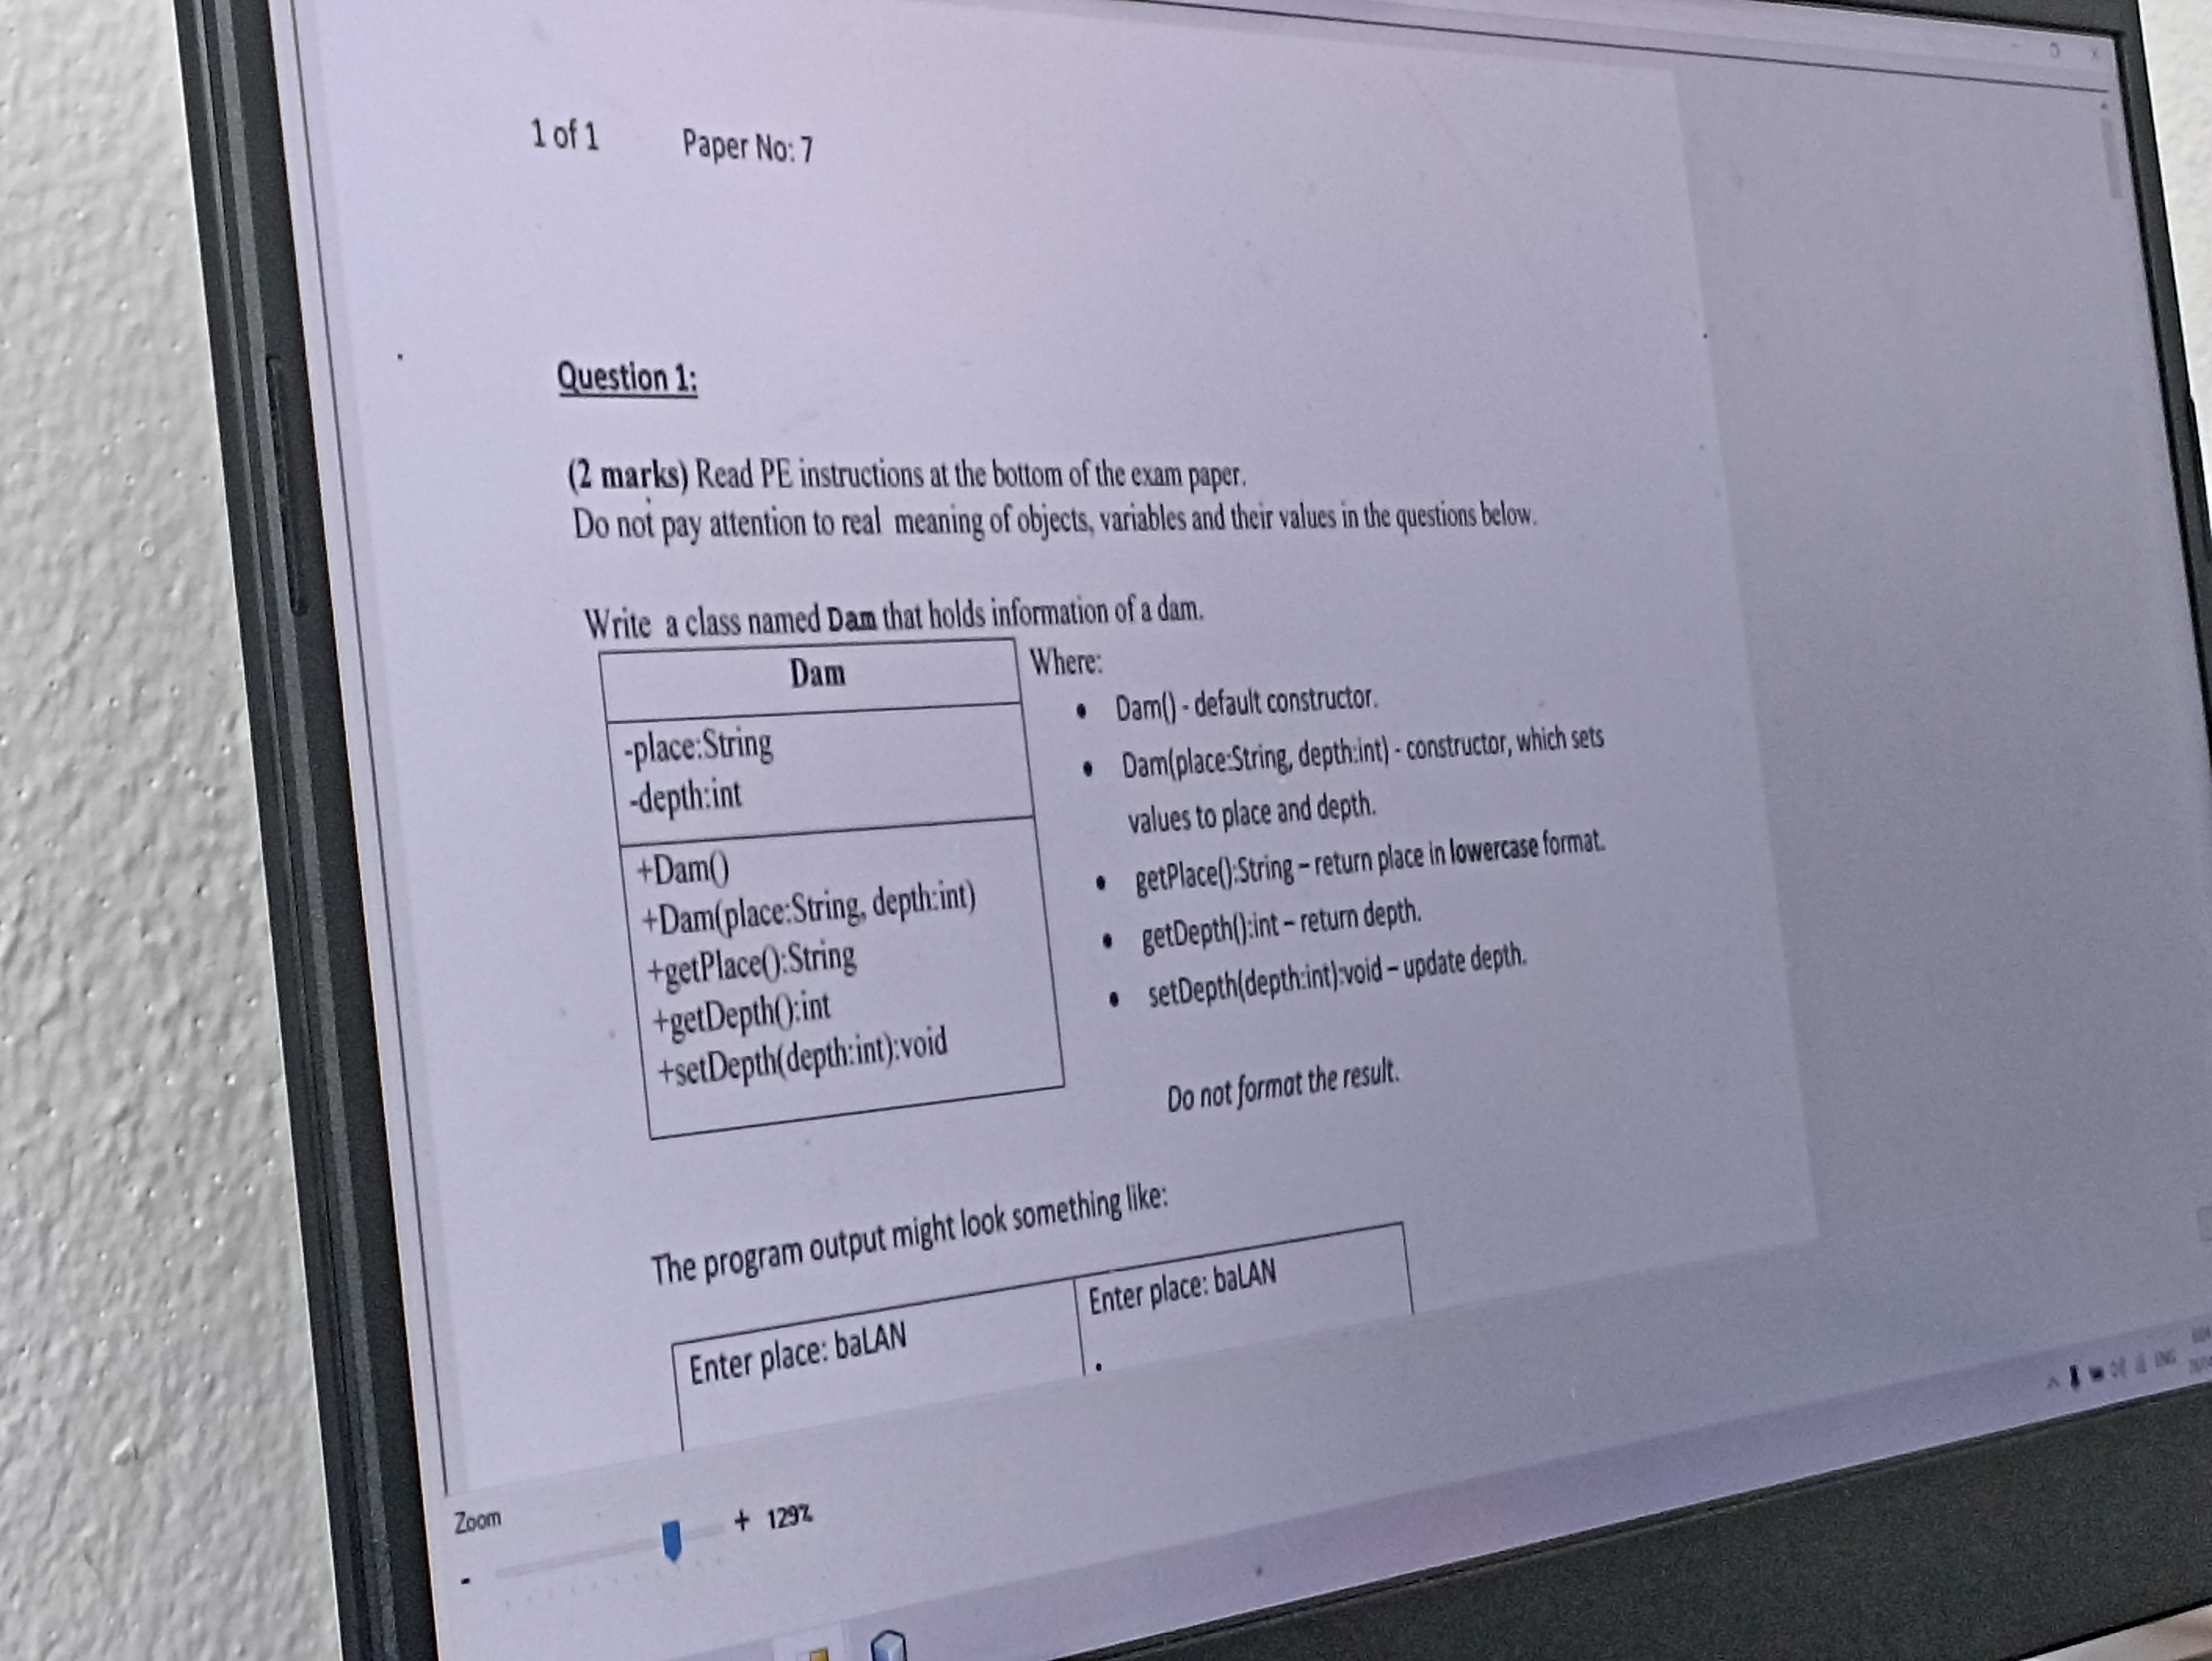 1 of 1 Paper No: 7
Question 1:
(2 marks) Read PE instructions at the bottom of the exam paper.
Do not pay attention to real meaning of objects, variables and their values in the questions below.
Write a class named Dam that holds information of a dam.
Dam
-place:String
-depth:int
+Dam()
+Dam(place:String, depth:int)
+getPlace():String
+getDepth():int
+setDepth(depth:int):void
Where:
• Dam() - default constructor.
• Dam(place:String, depth:int) - constructor, which sets
values to place and depth.
• getPlace():String – return place in lowercase format.
• getDepth():int – return depth.
• setDepth(depth:int):void – update depth.
Do not format the result.
The program output might look something like:
Enter place: baLAN
Enter place: baLAN
Zoom
- + 129%
ENG